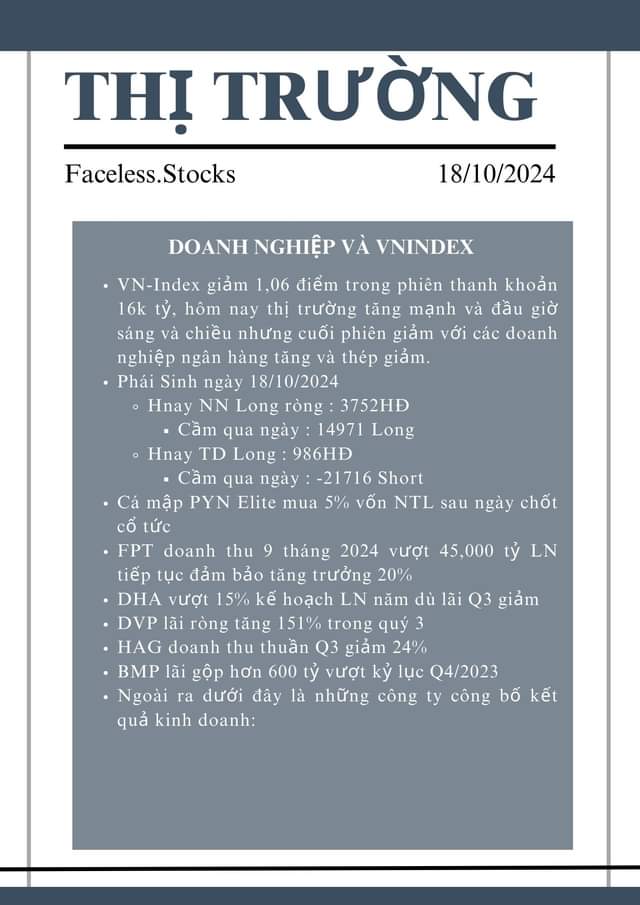 THỊ TRƯỜNG
Faceless.Stocks 18/10/2024
DOANH NGHIỆP VÀ VNINDEX
• VN-Index giảm 1,06 điểm trong phiên thanh khoản
16k tỷ, hôm nay thị trường tăng mạnh và đầu giờ
sáng và chiều nhưng cuối phiên giảm với các doanh
nghiệp ngân hàng tăng và thép giảm.
• Phái Sinh ngày 18/10/2024
◦ Hnay NN Long ròng : 3752HĐ
▪ Cầm qua ngày : 14971 Long
◦ Hnay TD Long : 986HĐ
▪ Cầm qua ngày : -21716 Short
• Cá mập PYN Elite mua 5% vốn NTL sau ngày chốt
cổ tức
• FPT doanh thu 9 tháng 2024 vượt 45,000 tỷ LN
tiếp tục đảm bảo tăng trưởng 20%
• DHA vượt 15% kế hoạch LN năm dù lãi Q3 giảm
• DVP lãi ròng tăng 151% trong quý 3
• HAG doanh thu thuần Q3 giảm 24%
• BMP lãi gộp hơn 600 tỷ vượt kỷ lục Q4/2023
• Ngoài ra dưới đây là những công ty công bố kết
quả kinh doanh: